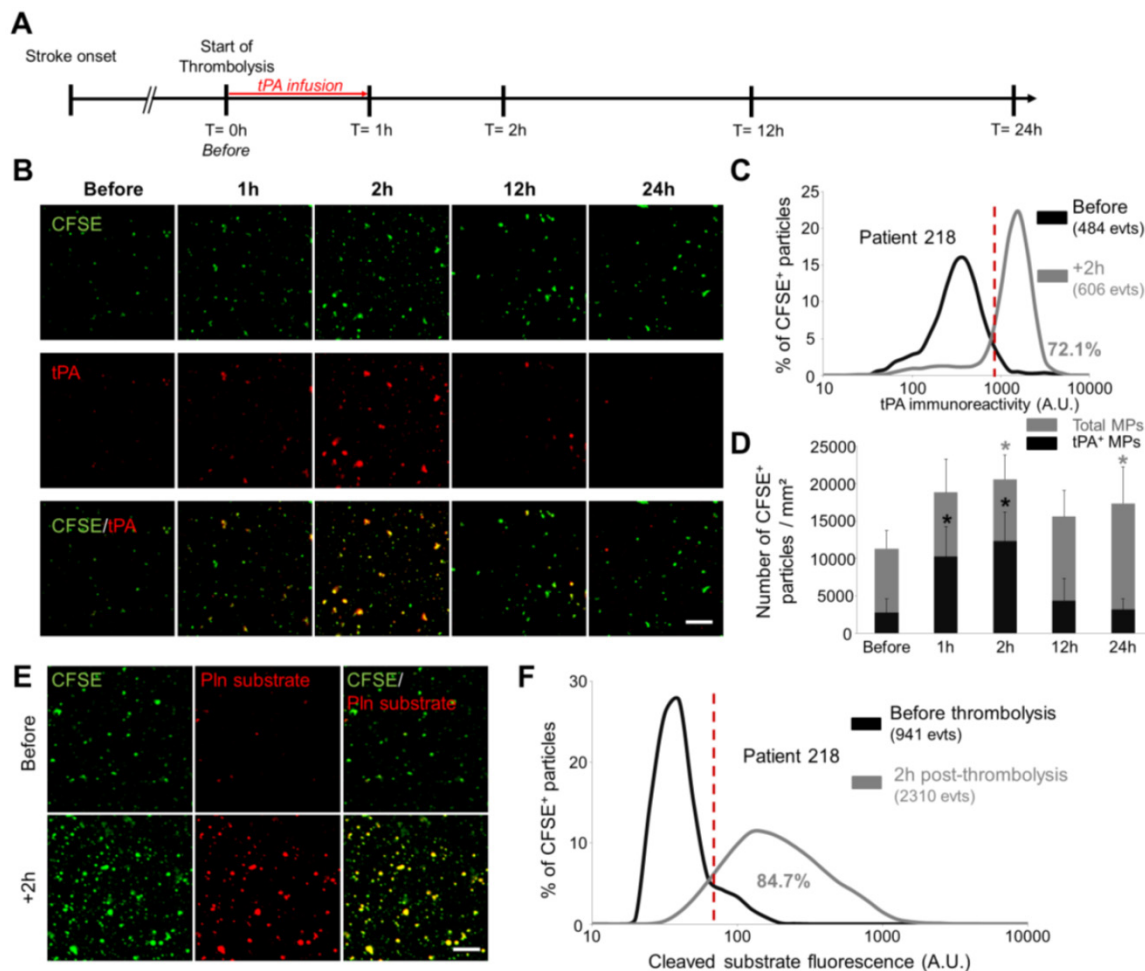 A
Stroke onset
Start of
Thrombolysis
tPA infusion
T= 0h
Before
T= 1h
T= 2h
T= 12h
T= 24h
B
Before 1h 2h 12h 24h
CFSE
tPA
CFSE/tPA
C
% of CFSE⁺ particles
25
20
15
10
5
0
Patient 218
Before
(484 evts)
+2h
(606 evts)
72.1%
10 100 1000 10000
tPA immunoreactivity (A.U.)
D
Total MPs
tPA⁺ MPs
Number of CFSE⁺
particles / mm²
25000
20000
15000
10000
5000
0
*
*
*
*
Before 1h 2h 12h 24h
E
CFSE
Pln substrate
CFSE/
Pln substrate
Before
+2h
F
% of CFSE⁺ particles
30
20
10
0
Patient 218
Before thrombolysis
(941 evts)
2h post-thrombolysis
(2310 evts)
84.7%
10 100 1000 10000
Cleaved substrate fluorescence (A.U.)